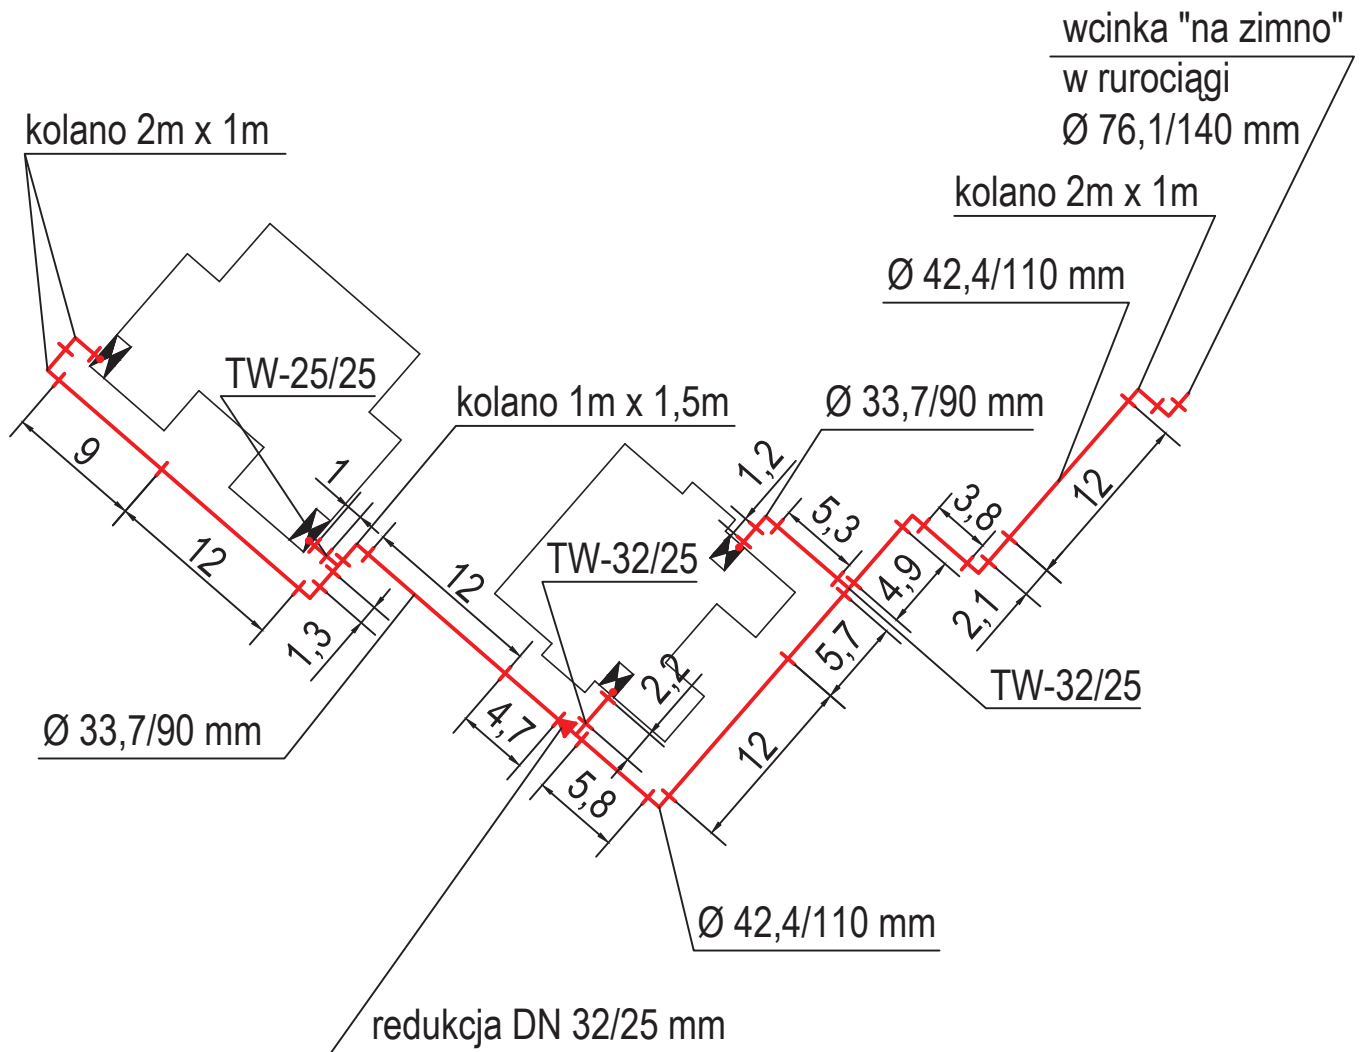 wcinka "na zimno"
w rurociągi
Ø 76,1/140 mm
kolano 2m x 1m
kolano 2m x 1m
Ø 42,4/110 mm
TW-25/25
kolano 1m x 1,5m
Ø 33,7/90 mm
9
1
1,2
5,3
3,8
12
12
12
TW-32/25
4,9
2,1
1,3
2,2
5,7
TW-32/25
Ø 33,7/90 mm
4,7
12
5,8
Ø 42,4/110 mm
redukcja DN 32/25 mm